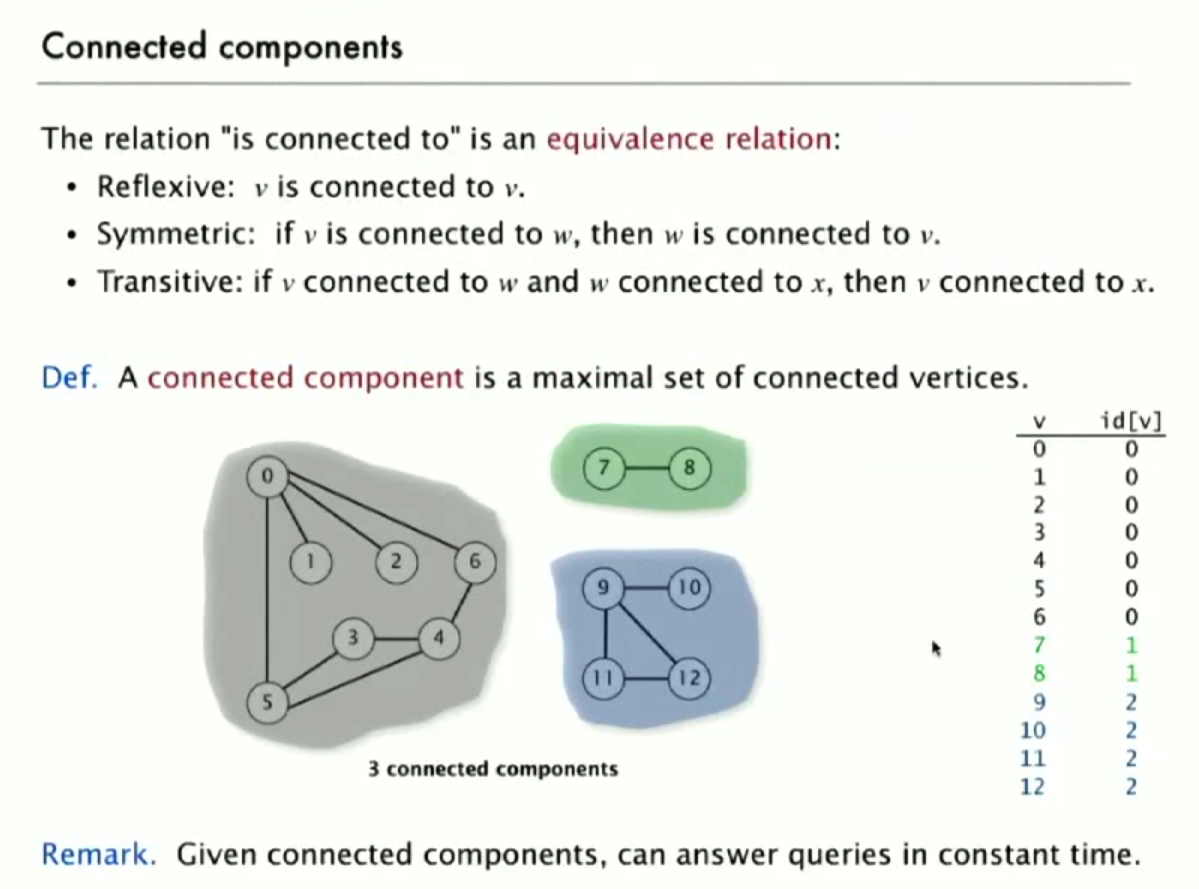 Connected components
The relation "is connected to" is an equivalence relation:
• Reflexive: v is connected to v.
• Symmetric: if v is connected to w, then w is connected to v.
• Transitive: if v connected to w and w connected to x, then v connected to x.
Def. A connected component is a maximal set of connected vertices.
0
1
2
6
3
4
5
7
8
9
10
11
12
3 connected components
v id[v]
0 0
1 0
2 0
3 0
4 0
5 0
6 0
7 1
8 1
9 2
10 2
11 2
12 2
Remark. Given connected components, can answer queries in constant time.